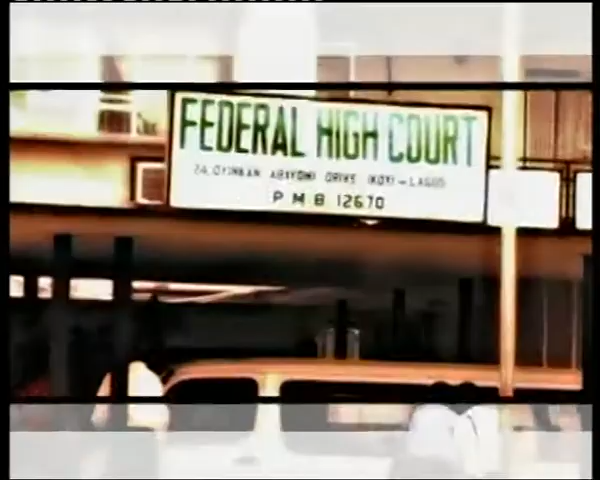 FEDERAL HIGH COURT
24, OYINKAN ABAYOMI DRIVE IKOYI - LAGOS
P M B 12670